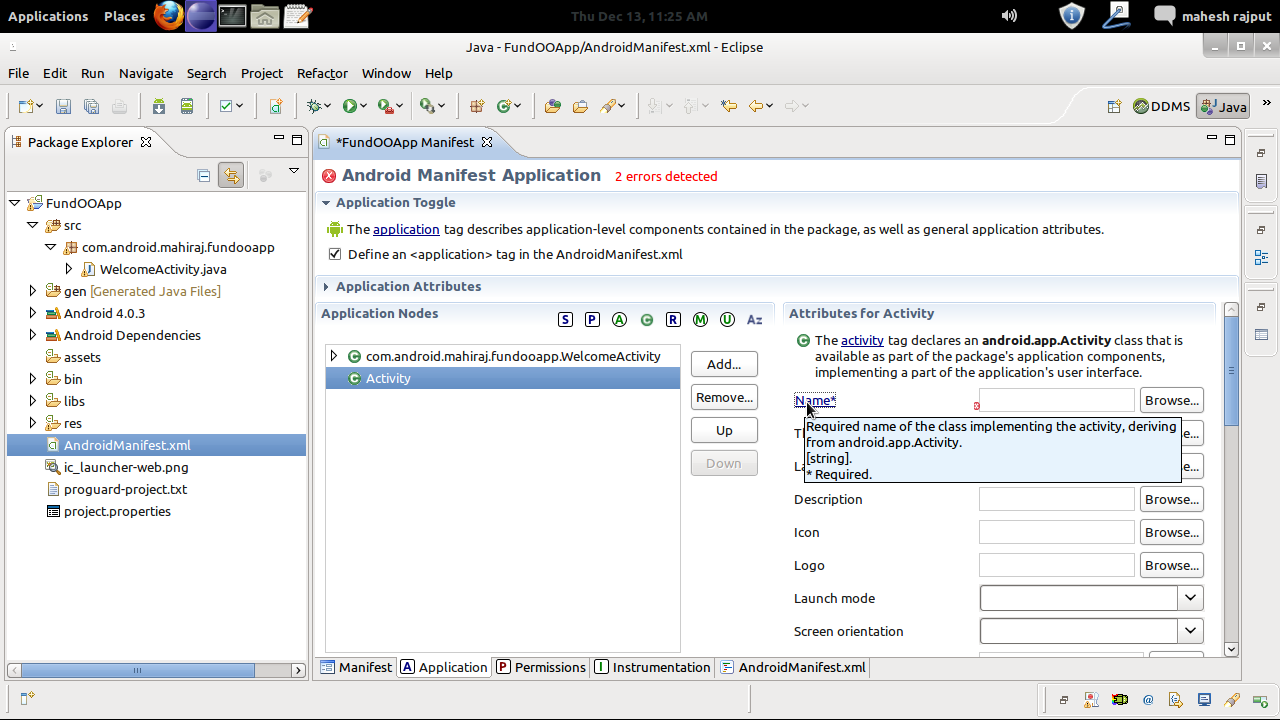 Applications Places Thu Dec 13, 11:25 AM mahesh rajput
Java - FundOOApp/AndroidManifest.xml - Eclipse
File Edit Run Navigate Search Project Refactor Window Help
DDMS Java
Package Explorer
FundOOApp
src
com.android.mahiraj.fundooapp
WelcomeActivity.java
gen [Generated Java Files]
Android 4.0.3
Android Dependencies
assets
bin
libs
res
AndroidManifest.xml
ic_launcher-web.png
proguard-project.txt
project.properties
*FundOOApp Manifest
Android Manifest Application 2 errors detected
Application Toggle
The application tag describes application-level components contained in the package, as well as general application attributes.
Define an <application> tag in the AndroidManifest.xml
Application Attributes
Application Nodes
S P A C R M U Az
com.android.mahiraj.fundooapp.WelcomeActivity
Activity
Add...
Remove...
Up
Down
Attributes for Activity
The activity tag declares an android.app.Activity class that is
available as part of the package's application components,
implementing a part of the application's user interface.
Name* Browse...
Required name of the class implementing the activity, deriving
from android.app.Activity.
[string].
* Required.
Description Browse...
Icon Browse...
Logo Browse...
Launch mode
Screen orientation
Manifest A Application P Permissions I Instrumentation AndroidManifest.xml